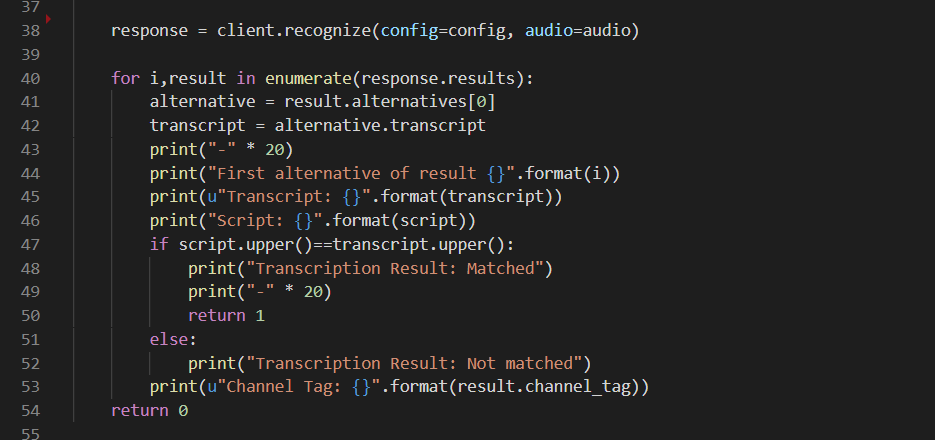 37
38 response = client.recognize(config=config, audio=audio)
39
40 for i,result in enumerate(response.results):
41 alternative = result.alternatives[0]
42 transcript = alternative.transcript
43 print("-" * 20)
44 print("First alternative of result {}".format(i))
45 print(u"Transcript: {}".format(transcript))
46 print("Script: {}".format(script))
47 if script.upper()==transcript.upper():
48 print("Transcription Result: Matched")
49 print("-" * 20)
50 return 1
51 else:
52 print("Transcription Result: Not matched")
53 print(u"Channel Tag: {}".format(result.channel_tag))
54 return 0
55